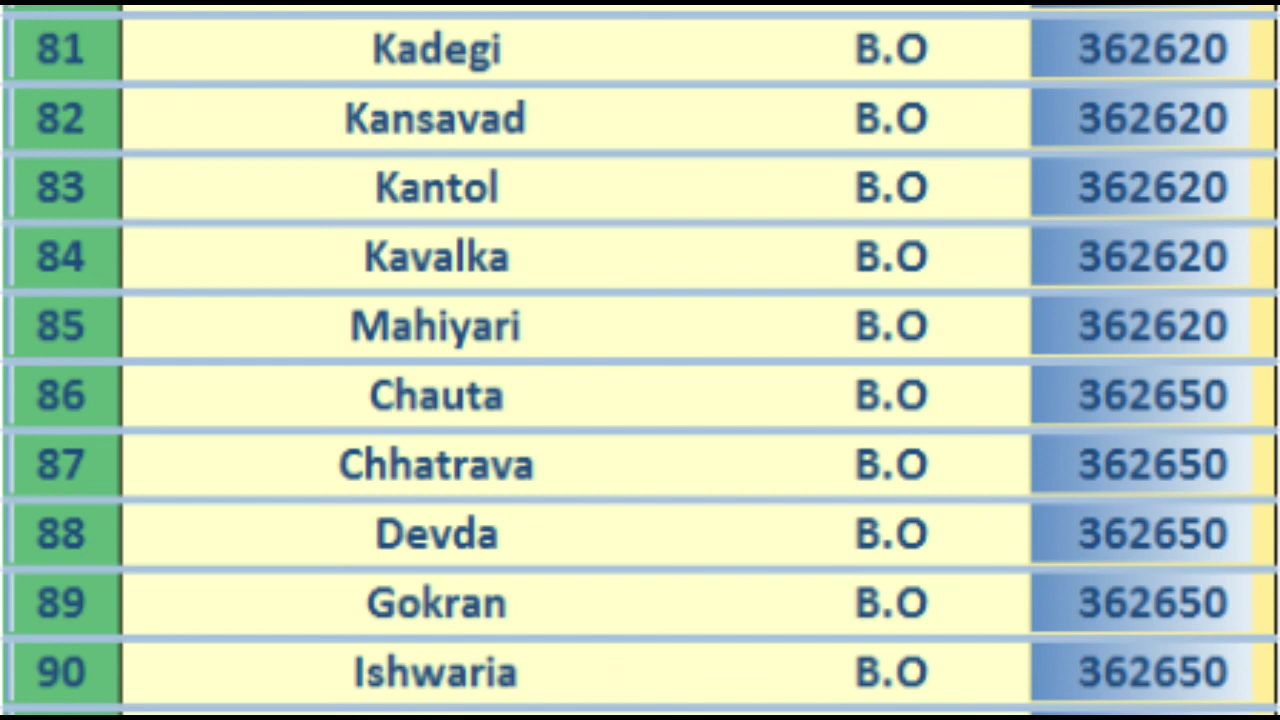 81 Kadegi B.O 362620
82 Kansavad B.O 362620
83 Kantol B.O 362620
84 Kavalka B.O 362620
85 Mahiyari B.O 362620
86 Chauta B.O 362650
87 Chhatrava B.O 362650
88 Devda B.O 362650
89 Gokran B.O 362650
90 Ishwaria B.O 362650